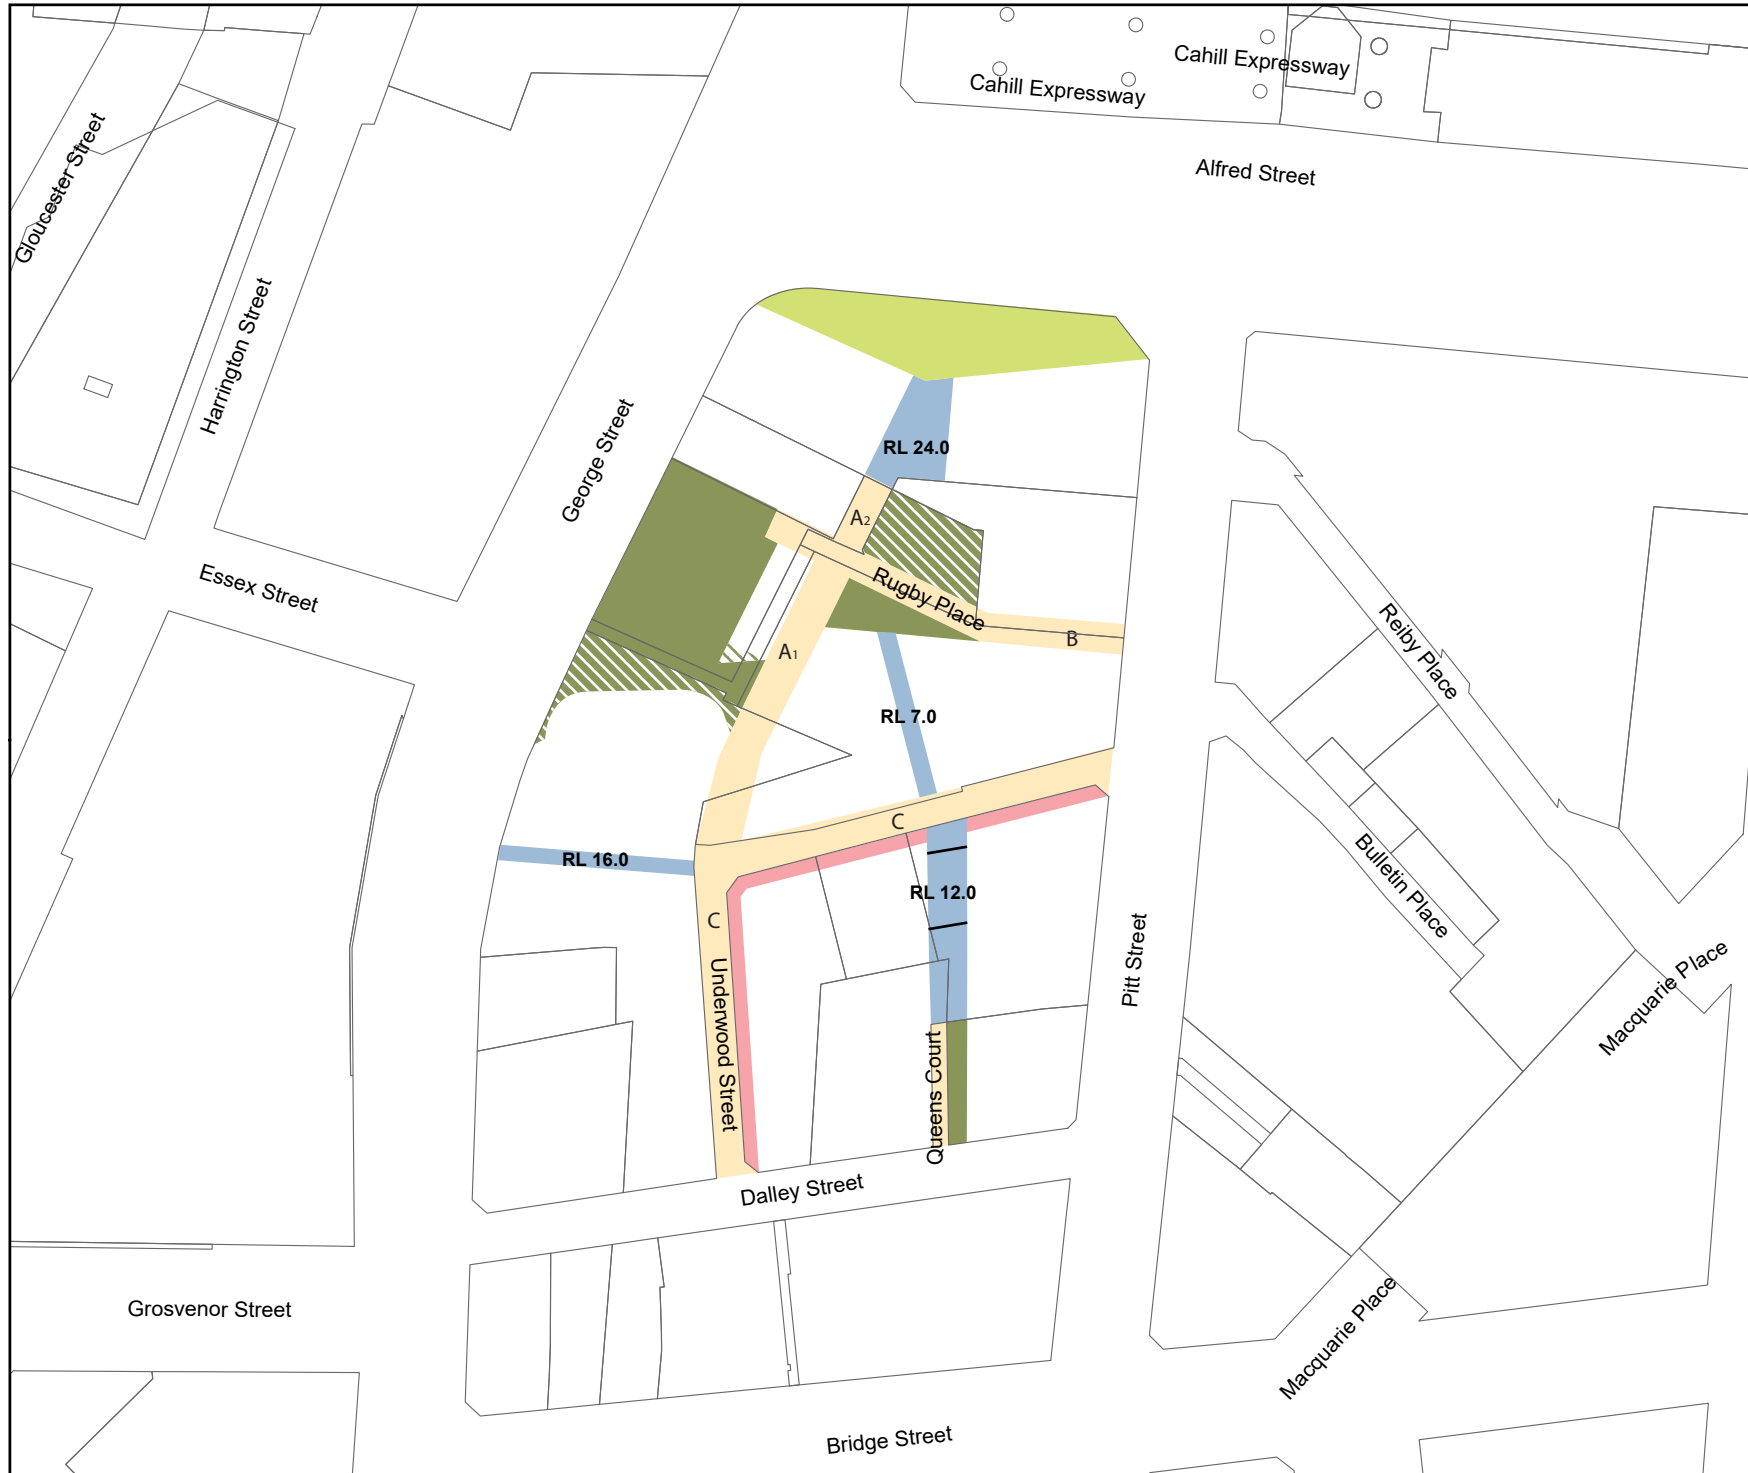 Cahill Expressway
Cahill Expressway
Alfred Street
Gloucester Street
Harrington Street
George Street
RL 24.0
A2
Essex Street
Rugby Place
B
A1
Reiby Place
RL 7.0
C
RL 16.0
RL 12.0
Bulletin Place
C
Underwood Street
Pitt Street
Macquarie Place
Queens Court
Dalley Street
Grosvenor Street
Macquarie Place
Bridge Street